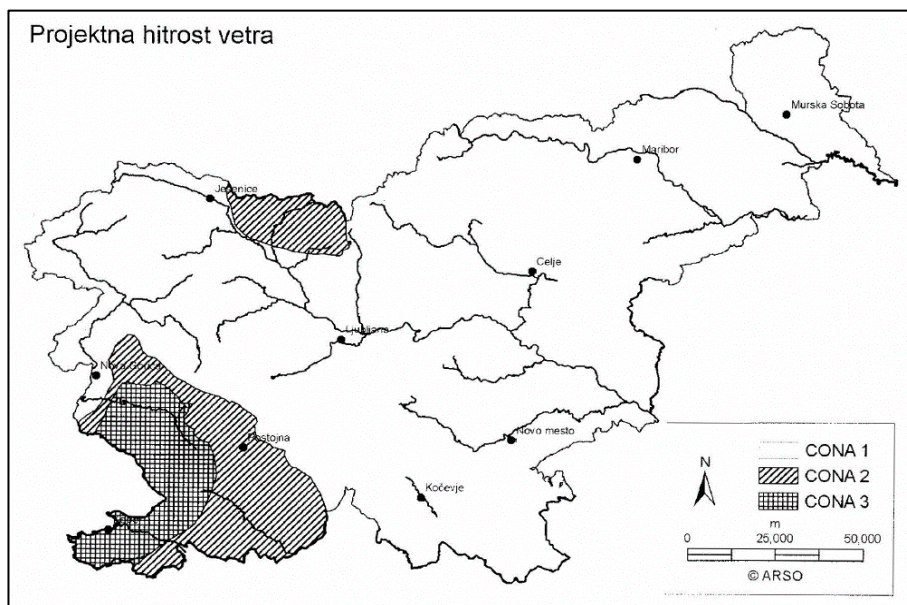 Projektna hitrost vetra
Murska Sobota
Maribor
Jesenice
Celje
Ljubljana
Nova Gorica
Postojna
Novo mesto
Kočevje
CONA 1
CONA 2
CONA 3
N
m
0 25,000 50,000
© ARSO